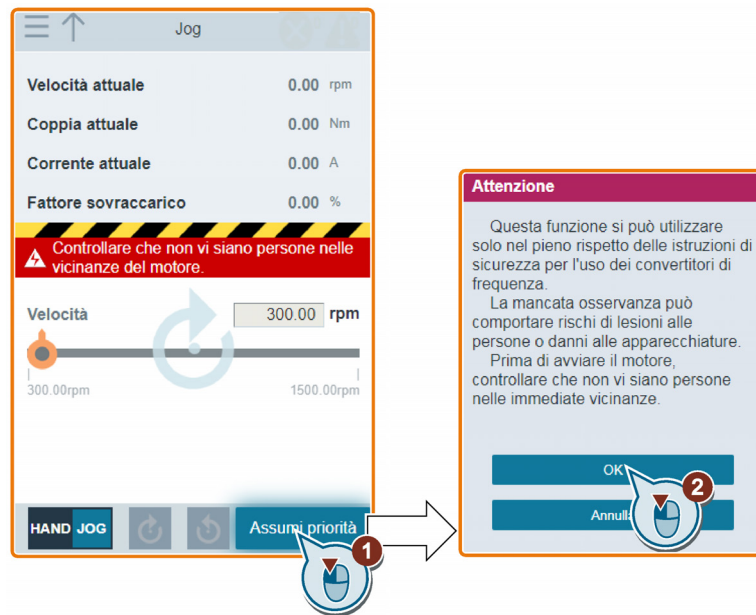 Jog
Velocità attuale 0.00 rpm
Coppia attuale 0.00 Nm
Corrente attuale 0.00 A
Fattore sovraccarico 0.00 %
Controllare che non vi siano persone nelle
vicinanze del motore.
Velocità 300.00 rpm
300.00rpm 1500.00rpm
HAND JOG Assumi priorità
1
Attenzione
Questa funzione si può utilizzare
solo nel pieno rispetto delle istruzioni di
sicurezza per l'uso dei convertitori di
frequenza.
La mancata osservanza può
comportare rischi di lesioni alle
persone o danni alle apparecchiature.
Prima di avviare il motore,
controllare che non vi siano persone
nelle immediate vicinanze.
OK
2